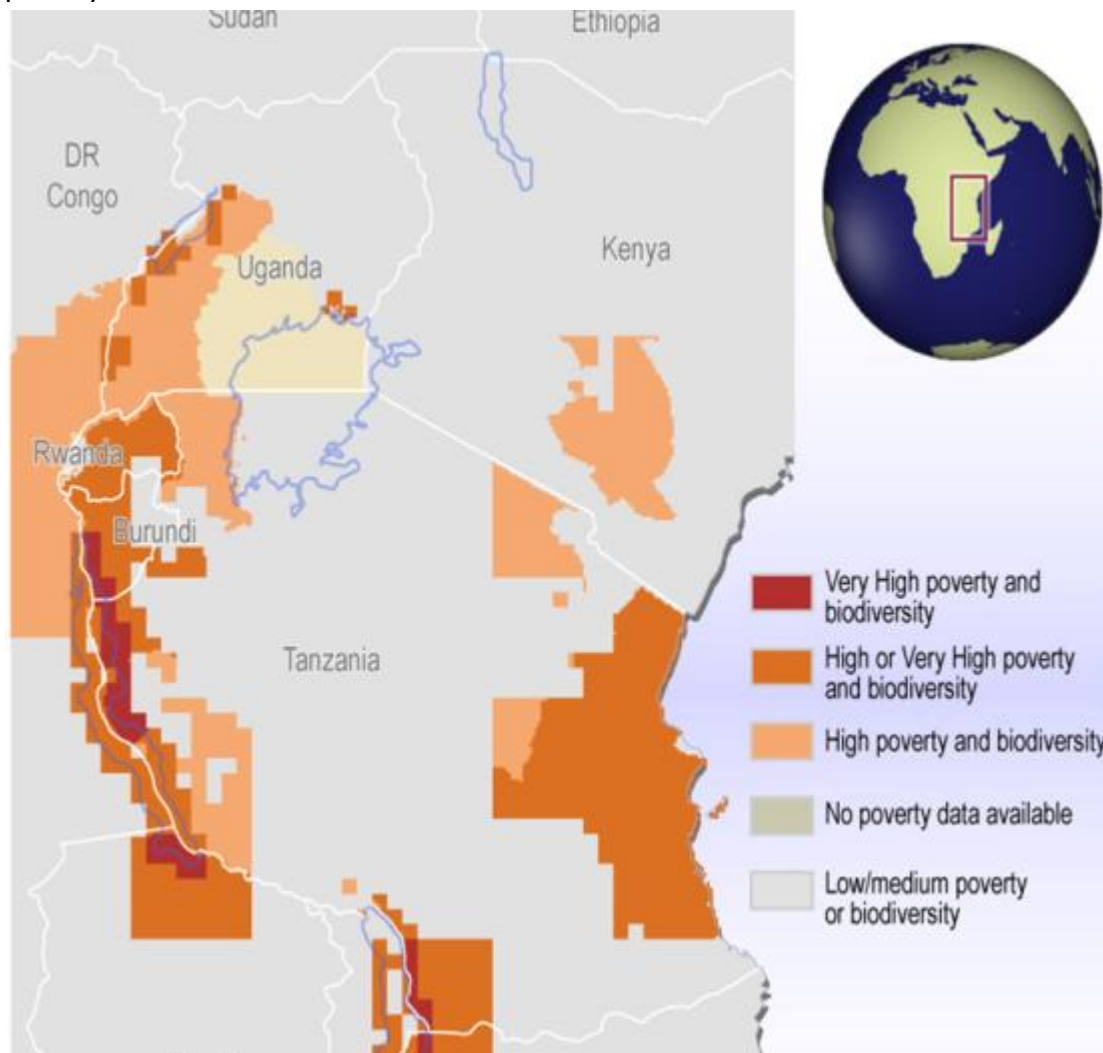 Sudan
Ethiopia
DR
Congo
Kenya
Uganda
Rwanda
Burundi
Tanzania
Very High poverty and
biodiversity
High or Very High poverty
and biodiversity
High poverty and biodiversity
No poverty data available
Low/medium poverty
or biodiversity